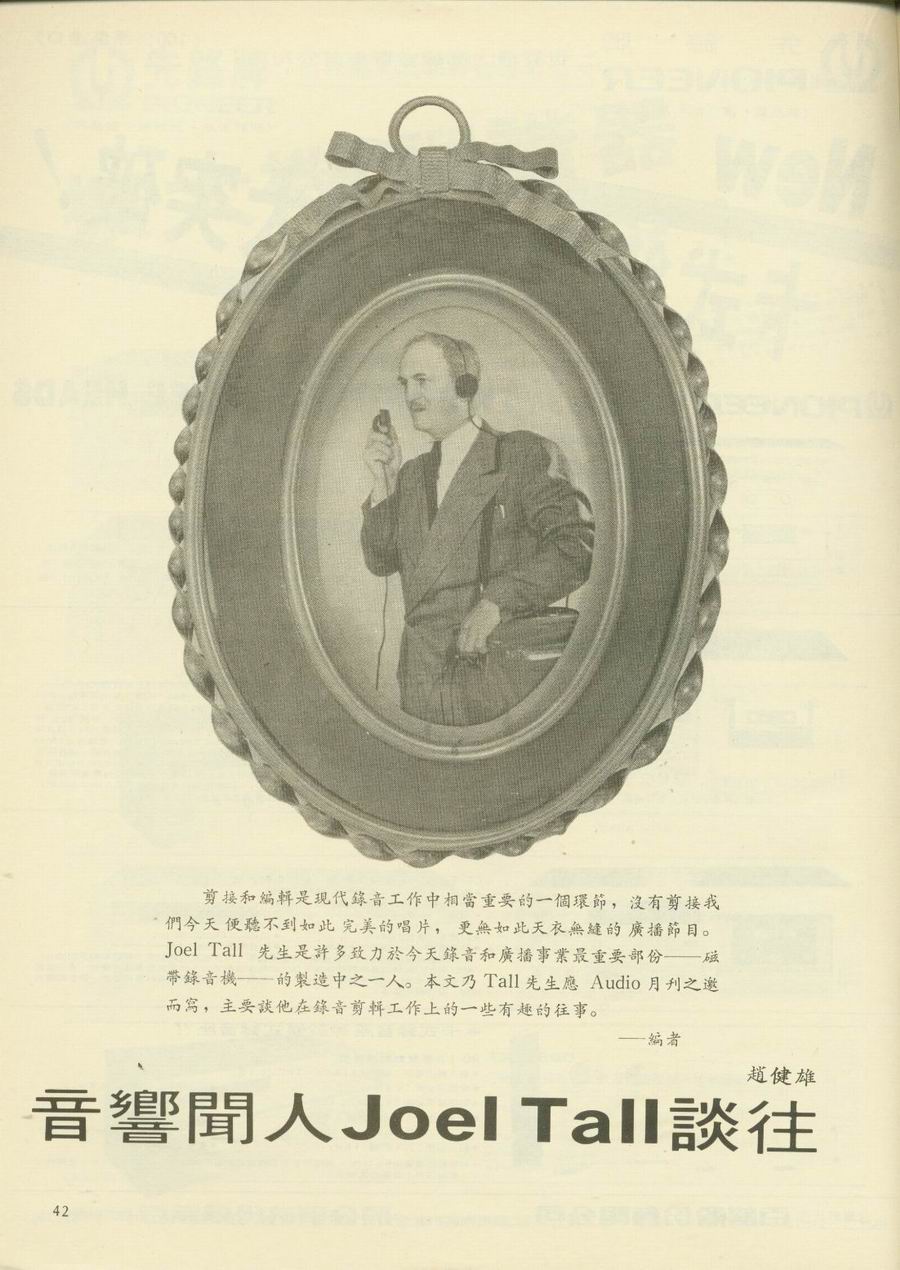 剪接和編輯是現代錄音工作中相當重要的一個環節，沒有剪接我
們今天便聽不到如此完美的唱片，更無如此天衣無縫的廣播節目。
Joel Tall 先生是許多致力於今天錄音和廣播事業最重要部份——磁
帶錄音機——的製造中之一人。本文乃 Tall 先生應 Audio 月刊之邀
而寫，主要談他在錄音剪輯工作上的一些有趣的往事。
——編者
趙健雄
音響聞人Joel Tall談往
42